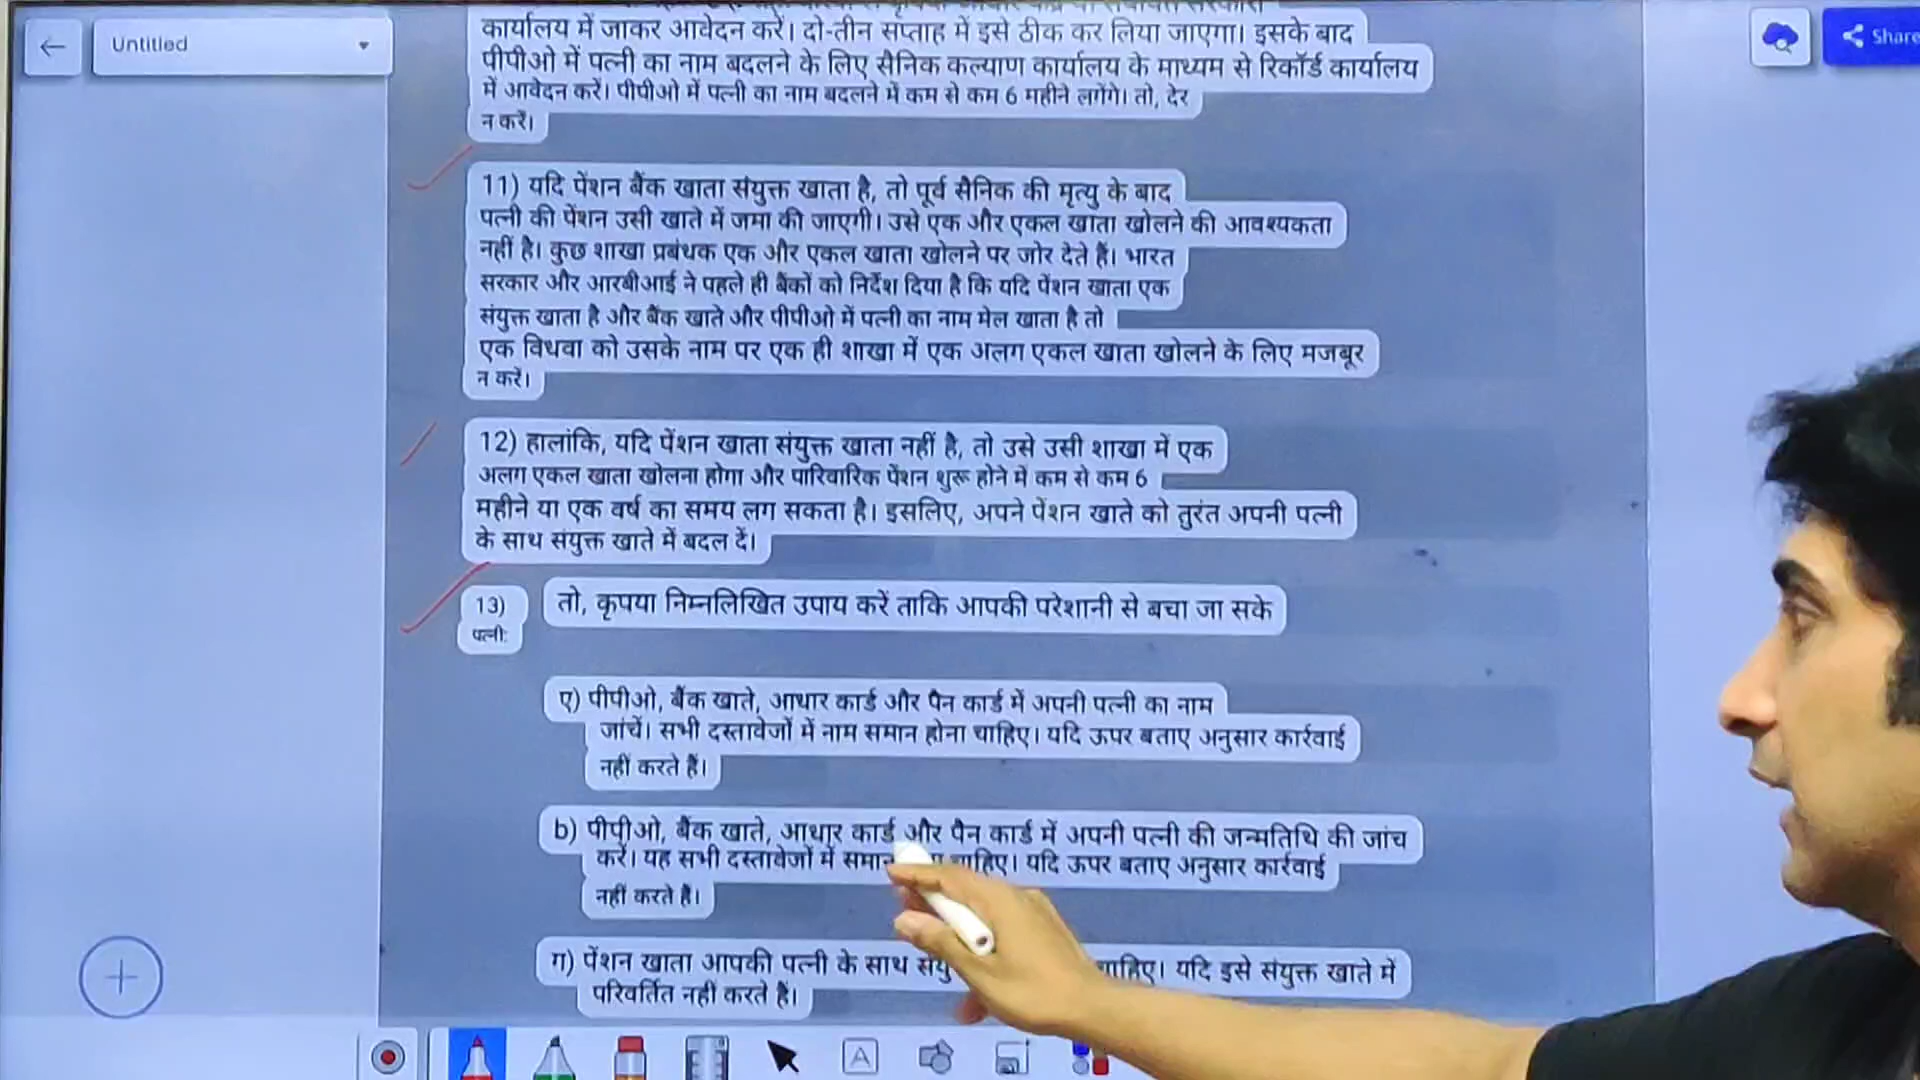 Untitled
Share
कार्यालय में जाकर आवेदन करें। दो-तीन सप्ताह में इसे ठीक कर लिया जाएगा। इसके बाद
पीपीओ में पत्नी का नाम बदलने के लिए सैनिक कल्याण कार्यालय के माध्यम से रिकॉर्ड कार्यालय
में आवेदन करें। पीपीओ में पत्नी का नाम बदलने में कम से कम 6 महीने लगेंगे। तो, देर
न करें।
11) यदि पेंशन बैंक खाता संयुक्त खाता है, तो पूर्व सैनिक की मृत्यु के बाद
पत्नी की पेंशन उसी खाते में जमा की जाएगी। उसे एक और एकल खाता खोलने की आवश्यकता
नहीं है। कुछ शाखा प्रबंधक एक और एकल खाता खोलने पर जोर देते हैं। भारत
सरकार और आरबीआई ने पहले ही बैंकों को निर्देश दिया है कि यदि पेंशन खाता एक
संयुक्त खाता है और बैंक खाते और पीपीओ में पत्नी का नाम मेल खाता है तो
एक विधवा को उसके नाम पर एक ही शाखा में एक अलग एकल खाता खोलने के लिए मजबूर
न करें।
12) हालांकि, यदि पेंशन खाता संयुक्त खाता नहीं है, तो उसे उसी शाखा में एक
अलग एकल खाता खोलना होगा और पारिवारिक पेंशन शुरू होने में कम से कम 6
महीने या एक वर्ष का समय लग सकता है। इसलिए, अपने पेंशन खाते को तुरंत अपनी पत्नी
के साथ संयुक्त खाते में बदल दें।
13) तो, कृपया निम्नलिखित उपाय करें ताकि आपकी परेशानी से बचा जा सके
पत्नी:
ए) पीपीओ, बैंक खाते, आधार कार्ड और पैन कार्ड में अपनी पत्नी का नाम
जांचें। सभी दस्तावेजों में नाम समान होना चाहिए। यदि ऊपर बताए अनुसार कार्रवाई
नहीं करते हैं।
b) पीपीओ, बैंक खाते, आधार कार्ड और पैन कार्ड में अपनी पत्नी की जन्मतिथि की जांच
करें। यह सभी दस्तावेजों में समान चाहिए। यदि ऊपर बताए अनुसार कार्रवाई
नहीं करते हैं।
ग) पेंशन खाता आपकी पत्नी के साथ चाहिए। यदि इसे संयुक्त खाते में
परिवर्तित नहीं करते हैं।
A